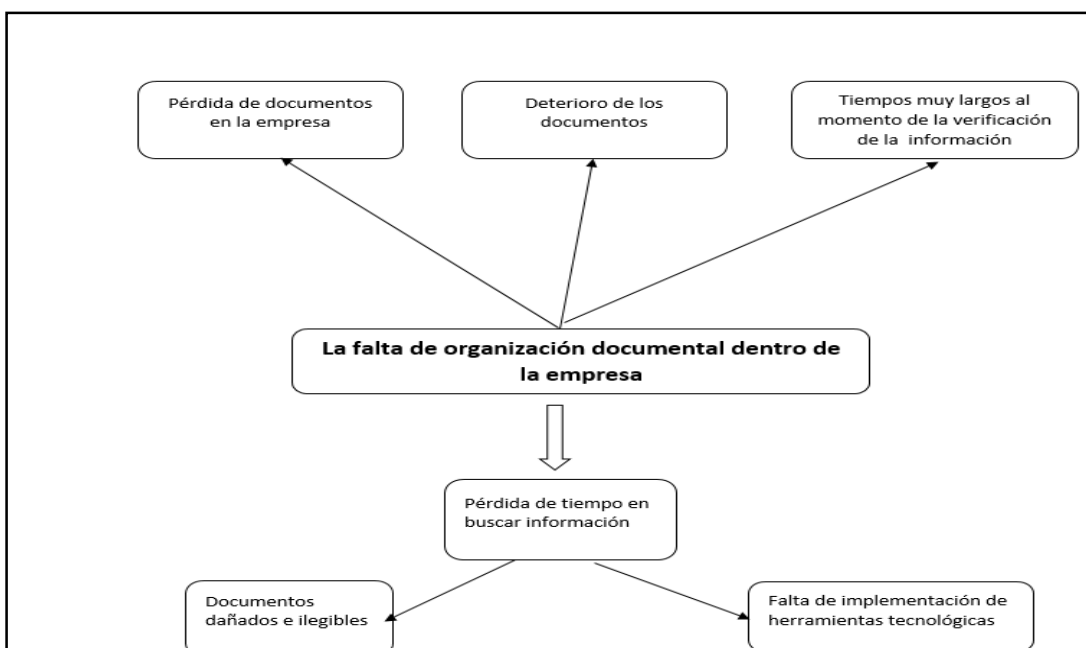 Pérdida de documentos
en la empresa
Deterioro de los
documentos
Tiempos muy largos al
momento de la verificación
de la información
La falta de organización documental dentro de
la empresa
Pérdida de tiempo en
buscar información
Documentos
dañados e ilegibles
Falta de implementación de
herramientas tecnológicas